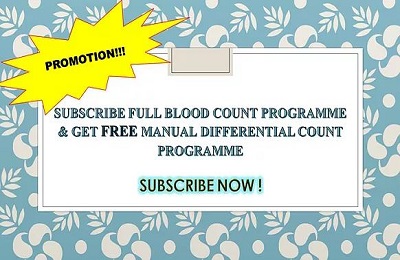 PROMOTION!!!
SUBSCRIBE FULL BLOOD COUNT PROGRAMME
& GET FREE MANUAL DIFFERENTIAL COUNT
PROGRAMME
SUBSCRIBE NOW !